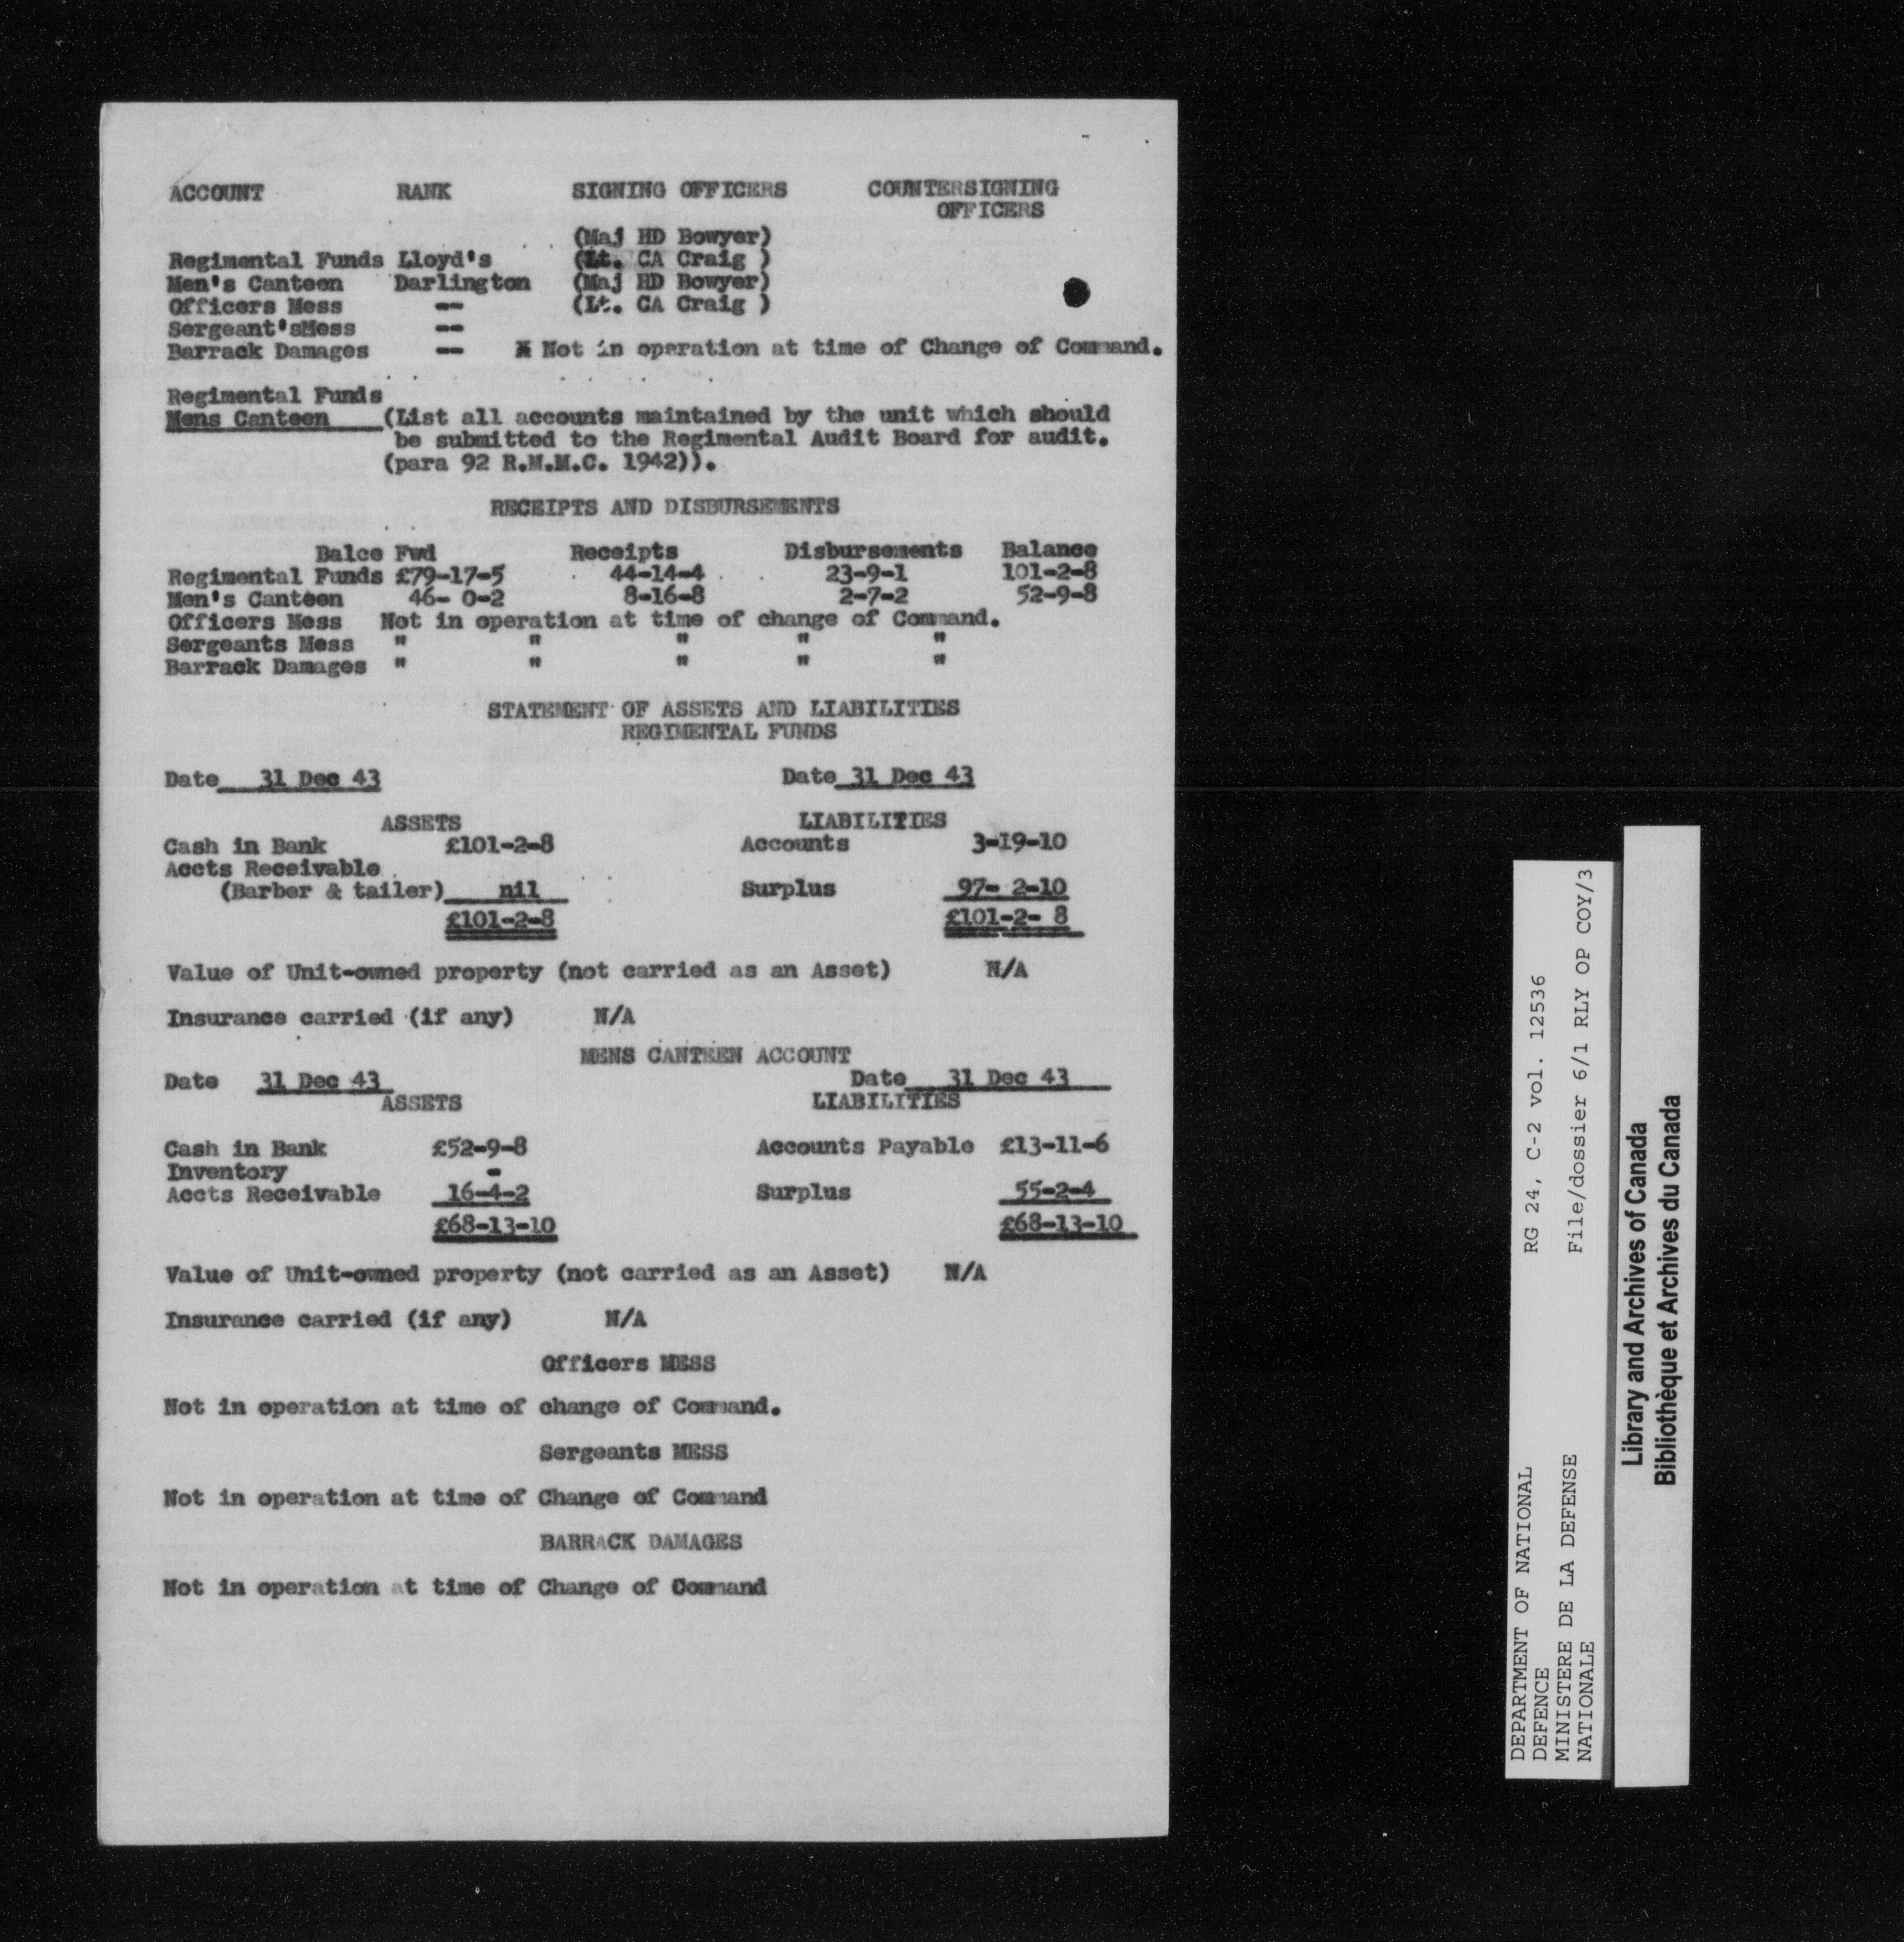 ACCOUNT RANK SIGNING OFFICERS COUNTERSIGNING
OFFICERS
(Maj HD Bowyer)
Regimental Funds Lloyd's (Lt. CA Craig )
Men's Canteen Darlington (Maj HD Bowyer)
Officers Mess -- (Lt. CA Craig )
Sergeant'sMess --
Barrack Damages -- * Not in operation at time of Change of Command.
Regimental Funds
Mens Canteen (List all accounts maintained by the unit which should
be submitted to the Regimental Audit Board for audit.
(para 92 R.M.M.C. 1942)).
RECEIPTS AND DISBURSEMENTS
Balce Fwd Receipts Disbursements Balance
Regimental Funds £79-17-5 44-14-4 23-9-1 101-2-8
Men's Canteen 46- 0-2 8-16-8 2-7-2 52-9-8
Officers Mess Not in operation at time of change of Command.
Sergeants Mess " " " " "
Barrack Damages " " " " "
STATEMENT OF ASSETS AND LIABILITIES
REGIMENTAL FUNDS
Date 31 Dec 43 Date 31 Dec 43
ASSETS LIABILITIES
Cash in Bank £101-2-8 Accounts 3-19-10
Accts Receivable
(Barber & tailer) nil Surplus 97- 2-10
£101-2-8 £101-2- 8
Value of Unit-owned property (not carried as an Asset) N/A
Insurance carried (if any) N/A
MENS CANTEEN ACCOUNT
Date 31 Dec 43 Date 31 Dec 43
ASSETS LIABILITIES
Cash in Bank £52-9-8 Accounts Payable £13-11-6
Inventory -
Accts Receivable 16-4-2 Surplus 55-2-4
£68-13-10 £68-13-10
Value of Unit-owned property (not carried as an Asset) N/A
Insurance carried (if any) N/A
Officers MESS
Not in operation at time of change of Command.
Sergeants MESS
Not in operation at time of Change of Command
BARRACK DAMAGES
Not in operation at time of Change of Command
DEPARTMENT OF NATIONAL RG 24, C-2 vol. 12536
DEFENCE
MINISTERE DE LA DEFENSE File/dossier 6/1 RLY OP COY/3
NATIONALE
Library and Archives of Canada
Bibliothèque et Archives du Canada